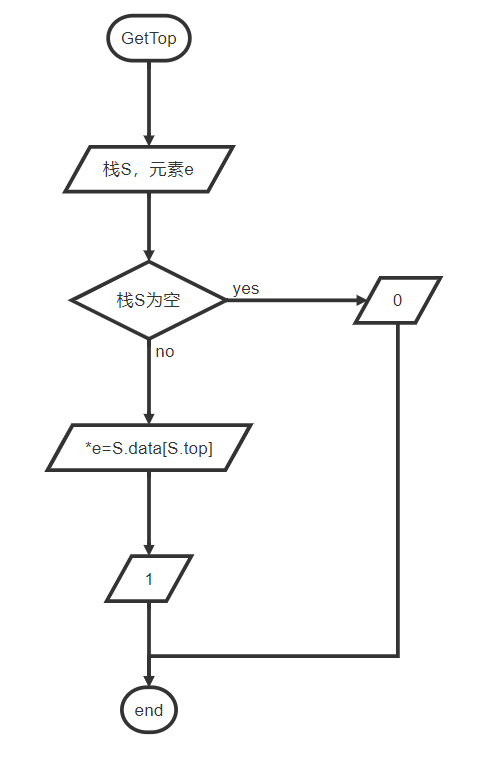 GetTop
栈S，元素e
栈S为空
yes
0
no
*e=S.data[S.top]
1
end